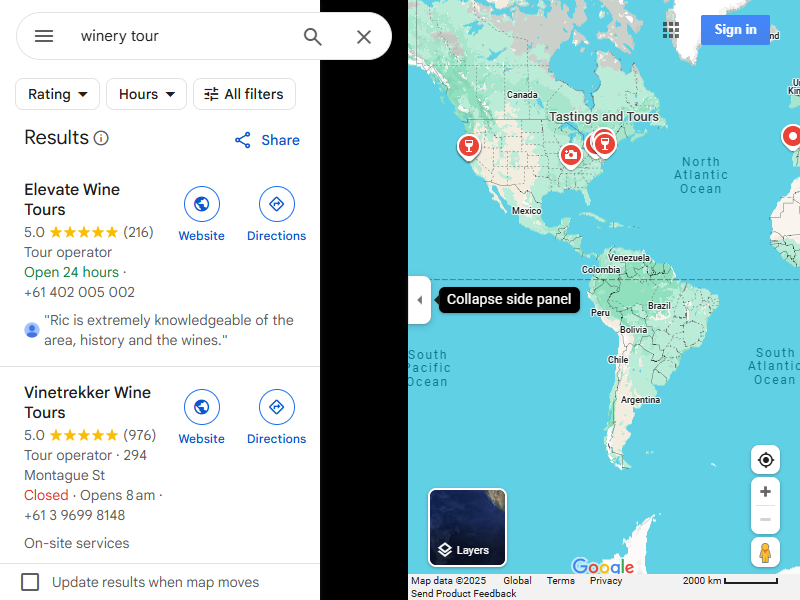 winery tour
Sign in
Rating
Hours
All filters
Results
Share
Elevate Wine
Tours
5.0 (216)
Tour operator
Open 24 hours ·
+61 402 005 002
Website
Directions
"Ric is extremely knowledgeable of the
area, history and the wines."
Vinetrekker Wine
Tours
5.0 (976)
Tour operator · 294
Montague St
Closed · Opens 8 am ·
+61 3 9699 8148
On-site services
Website
Directions
Update results when map moves
Canada
Tastings and Tours
North
Atlantic
Ocean
Mexico
Venezuela
Colombia
Collapse side panel
Brazil
Peru
Bolivia
South
Pacific
Ocean
Chile
South
Atlantic
Ocean
Argentina
Layers
Google
Map data ©2025
Global
Terms
Privacy
2000 km
Send Product Feedback